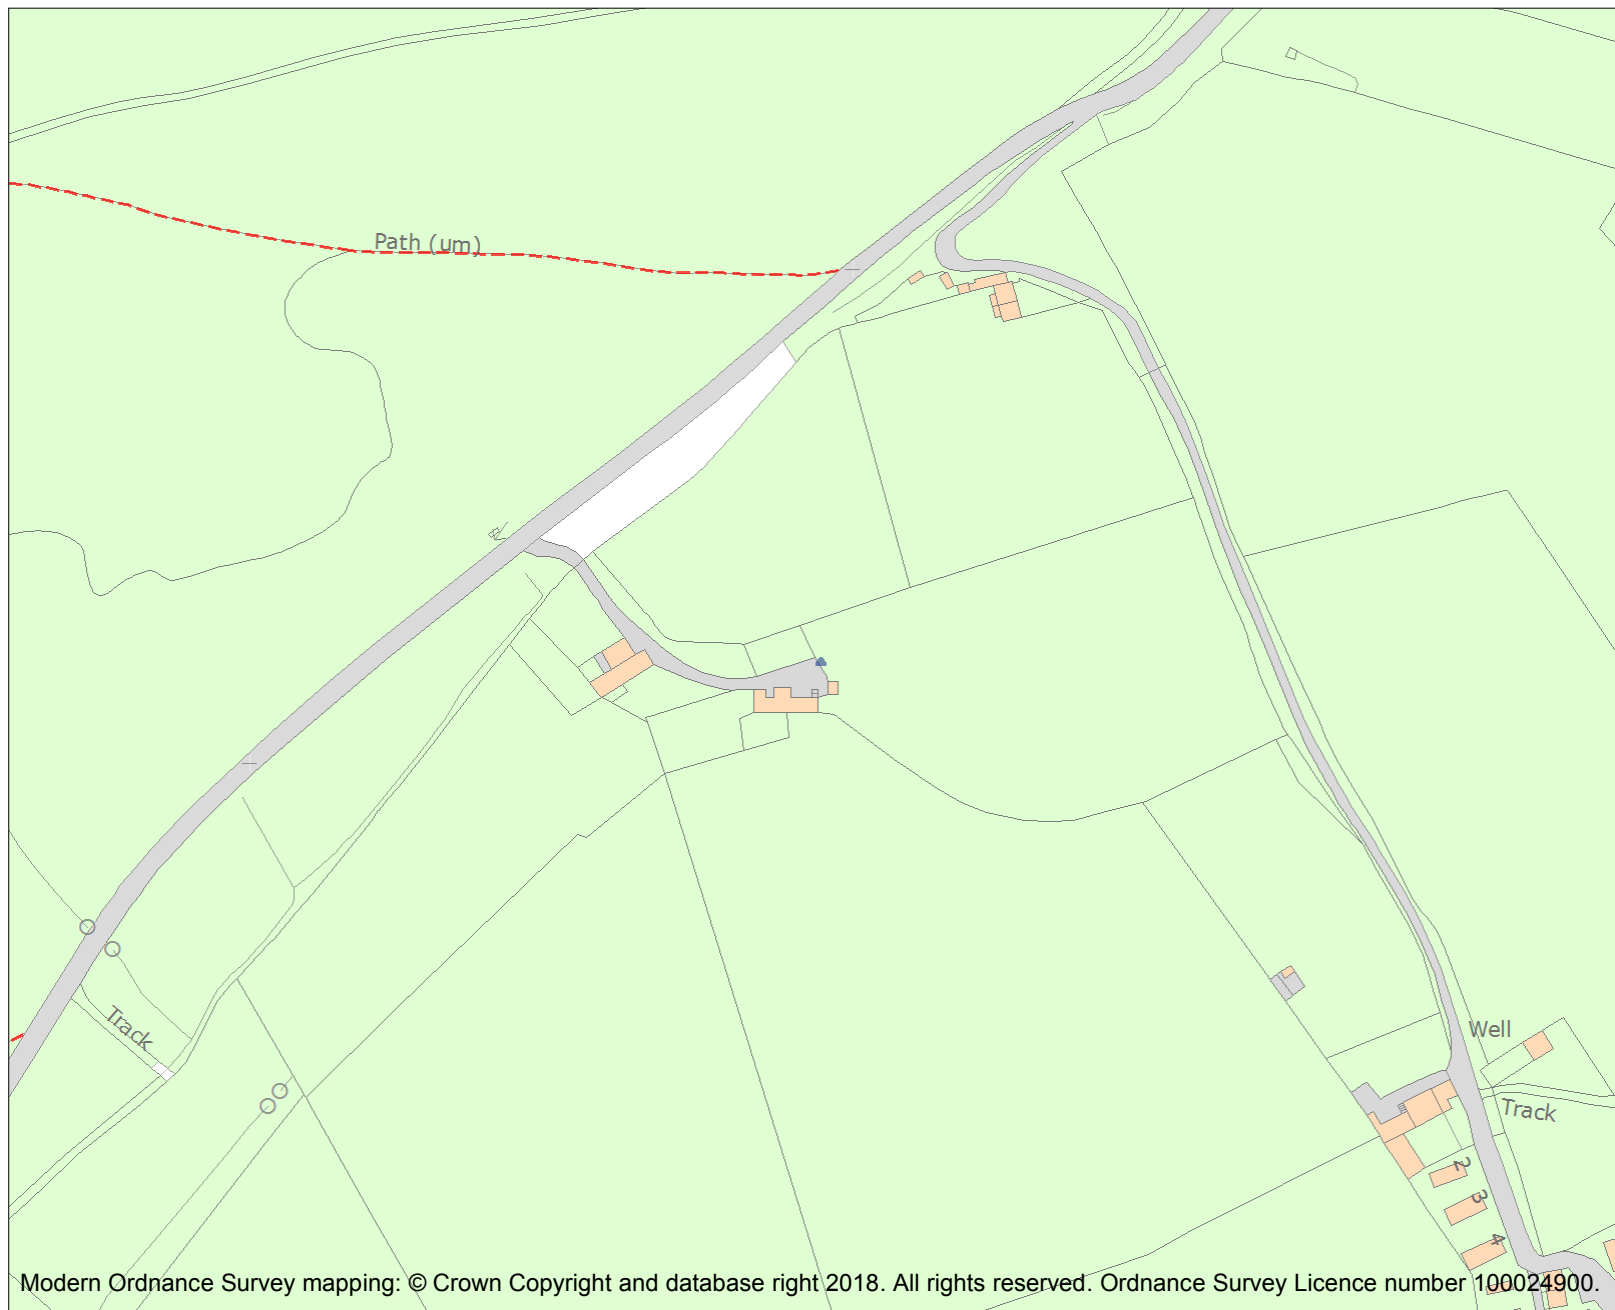 Path (um)
Track
Well
Track
2
3
4
Modern Ordnance Survey mapping: © Crown Copyright and database right 2018. All rights reserved. Ordnance Survey Licence number 100024900.